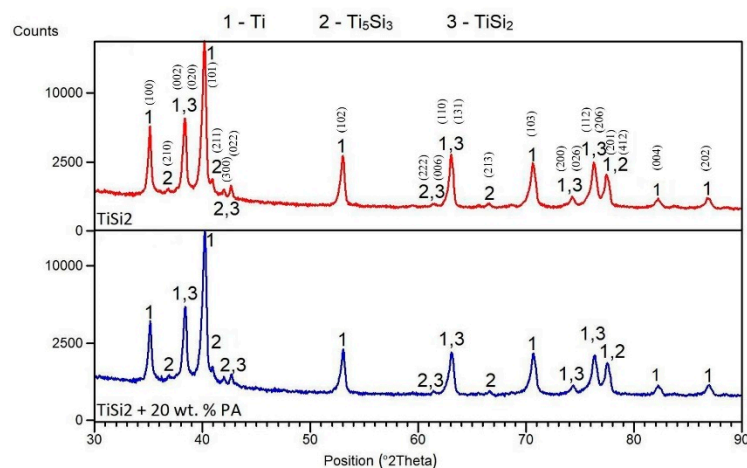 Counts
1 - Ti 2 - Ti₅Si₃ 3 - TiSi₂
10000
2500
0
1 (100)
2 (210)
1,3 (002) (020)
1 (101)
2 (211)
2,3 (300) (022)
1 (102)
2,3 (222) (006)
1,3 (110) (131)
2 (213)
1 (103)
1,3 (200) (026)
1,3 (112) (206)
1,2 (201) (412)
1 (004)
1 (202)
TiSi2
10000
2500
0
1
2
1,3
1
2
2,3
1
2,3
1,3
2
1
1,3
1,3
1,2
1
1
TiSi2 + 20 wt. % PA
30 40 50 60 70 80 90
Position (°2Theta)